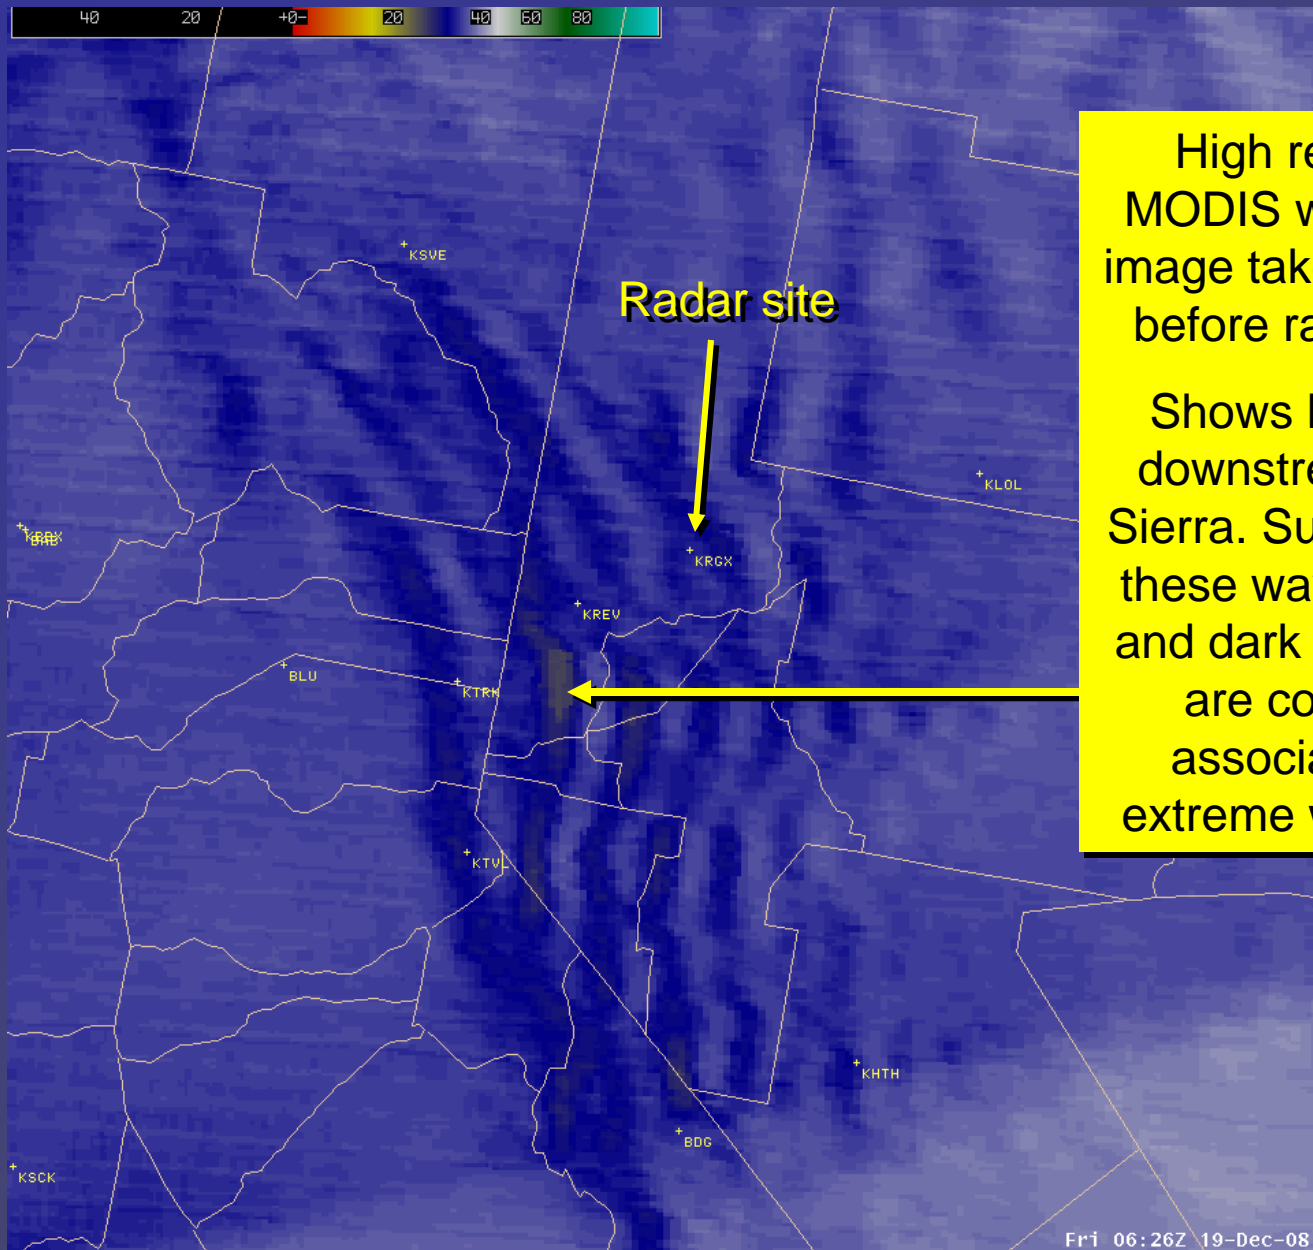 40 20 +0- 20 40 60 80
KSVE
Radar site
KLOL
KRGX
KREV
BLU
KTRK
KTVL
KHTH
BDG
KSCK
High re
MODIS w
image tak
before ra
Shows l
downstre
Sierra. Su
these wa
and dark
are co
associa
extreme w
Fri 06:26Z 19-Dec-08